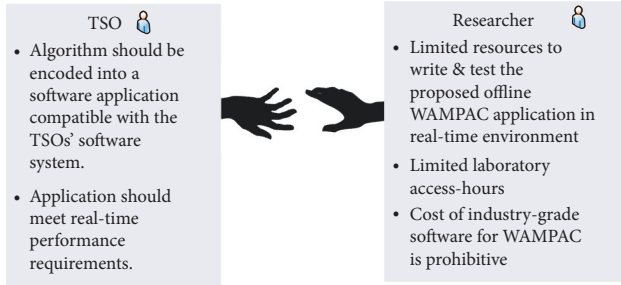 TSO
• Algorithm should be
encoded into a
software application
compatible with the
TSOs' software
system.
• Application should
meet real-time
performance
requirements.
Researcher
• Limited resources to
write & test the
proposed offline
WAMPAC application in
real-time environment
• Limited laboratory
access-hours
• Cost of industry-grade
software for WAMPAC
is prohibitive